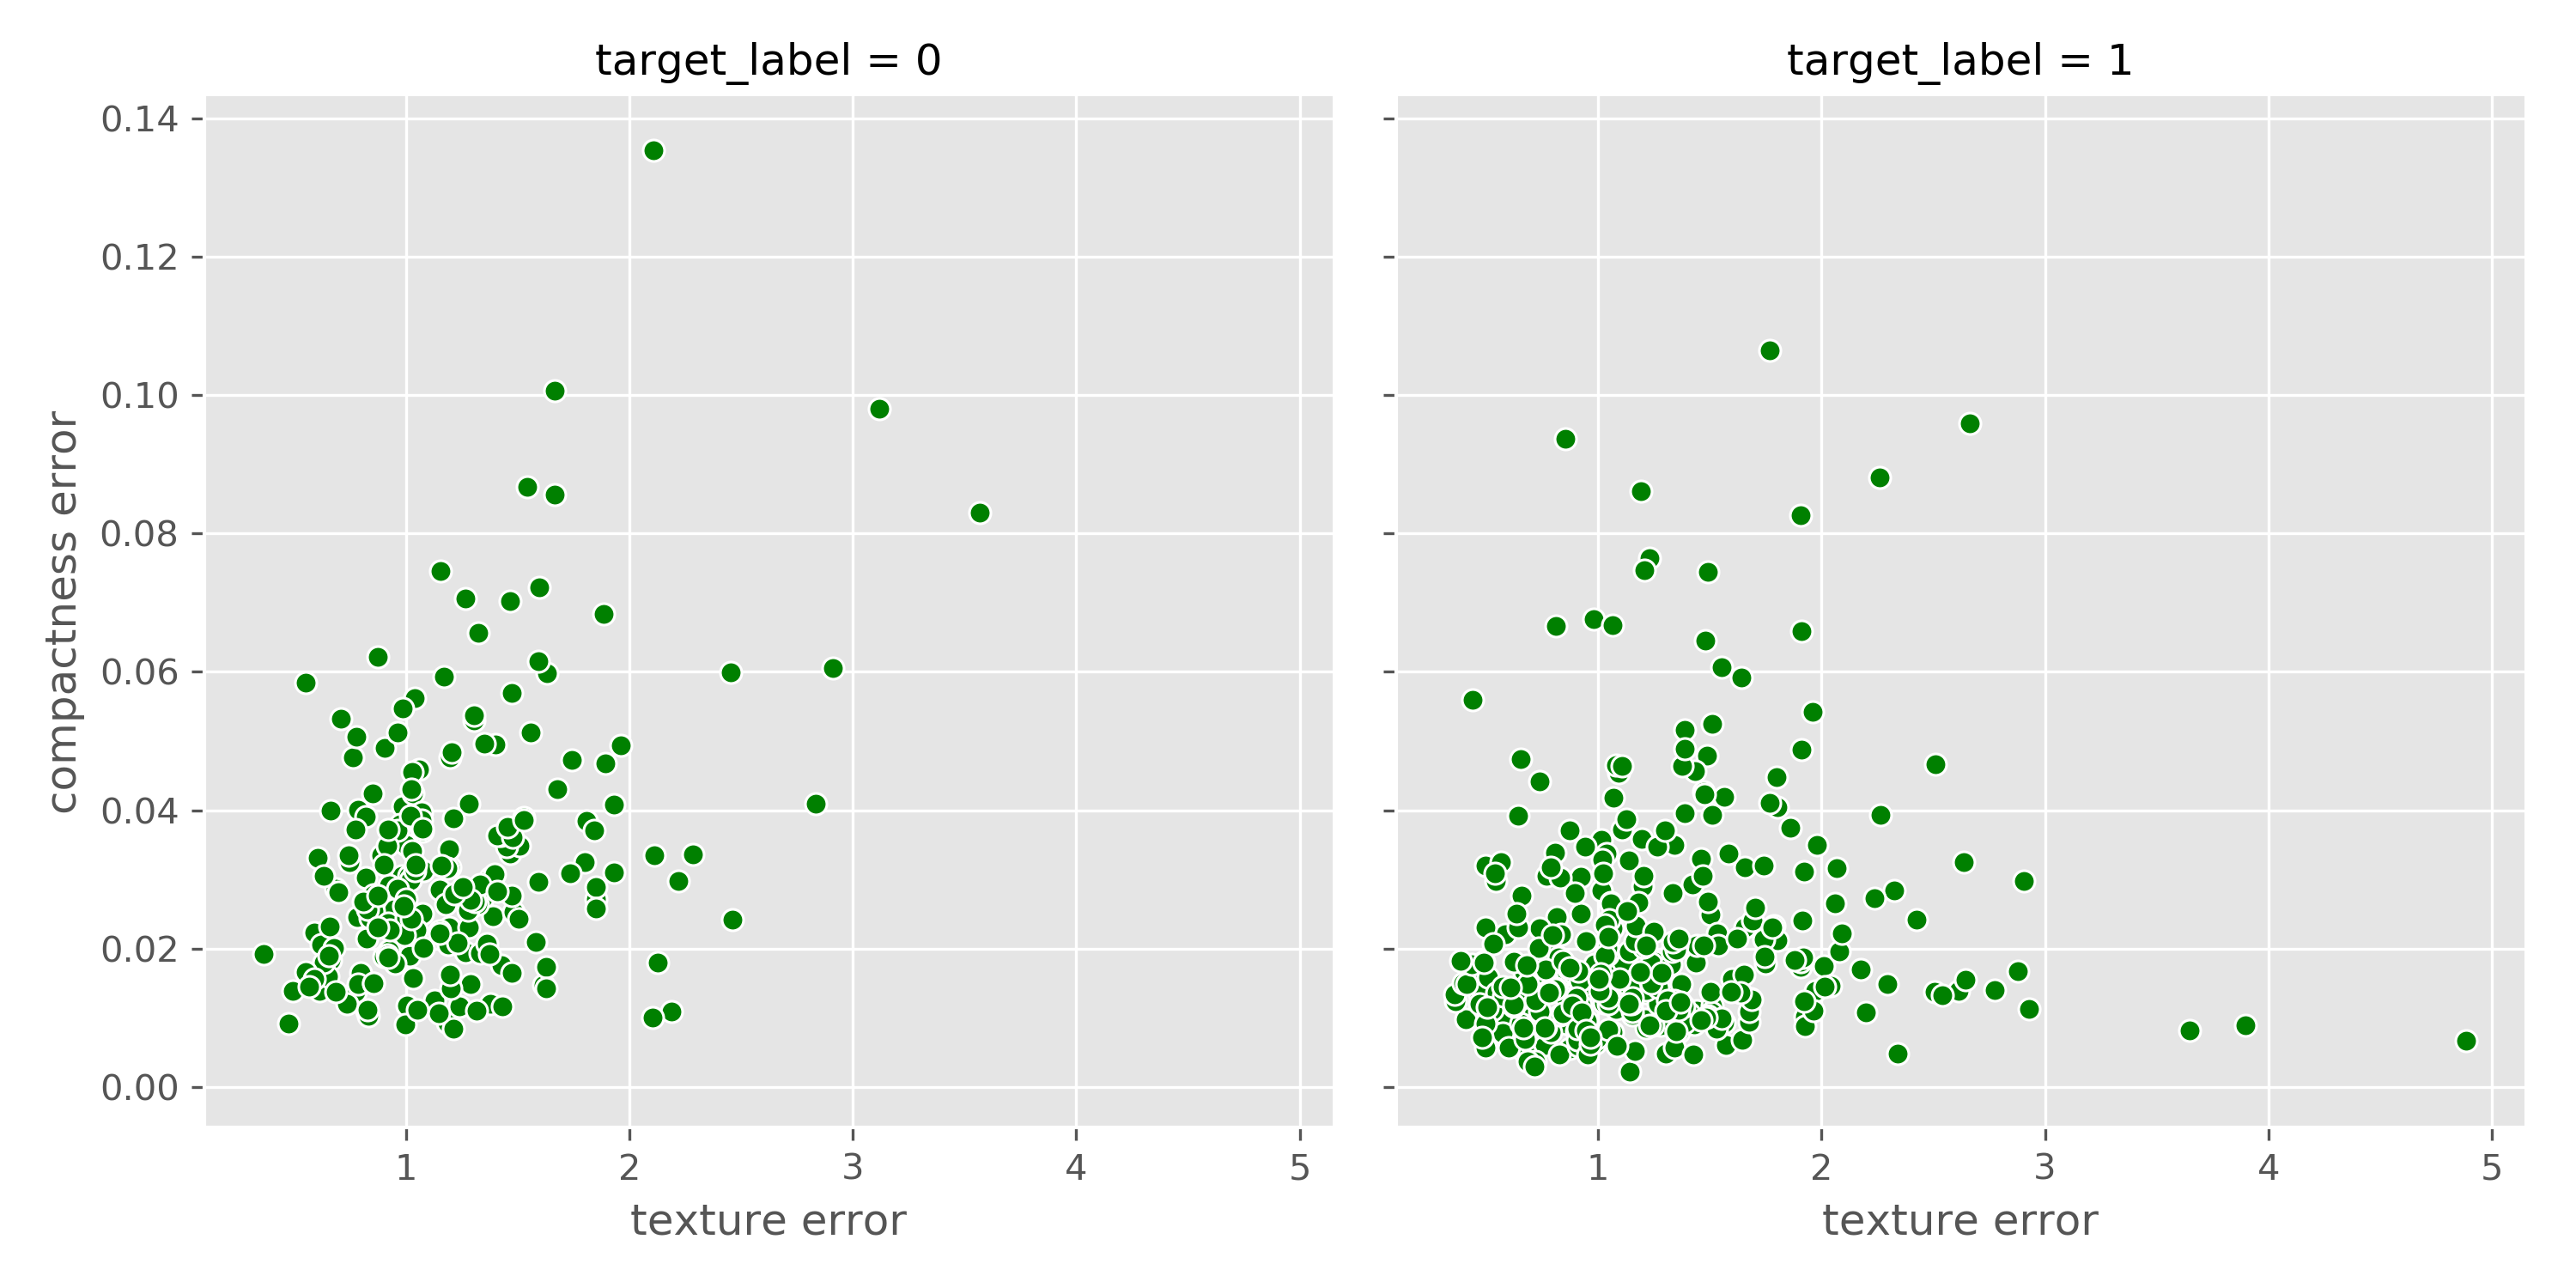 target_label = 0
target_label = 1
compactness error
0.14
0.12
0.10
0.08
0.06
0.04
0.02
0.00
1 2 3 4 5
1 2 3 4 5
texture error
texture error